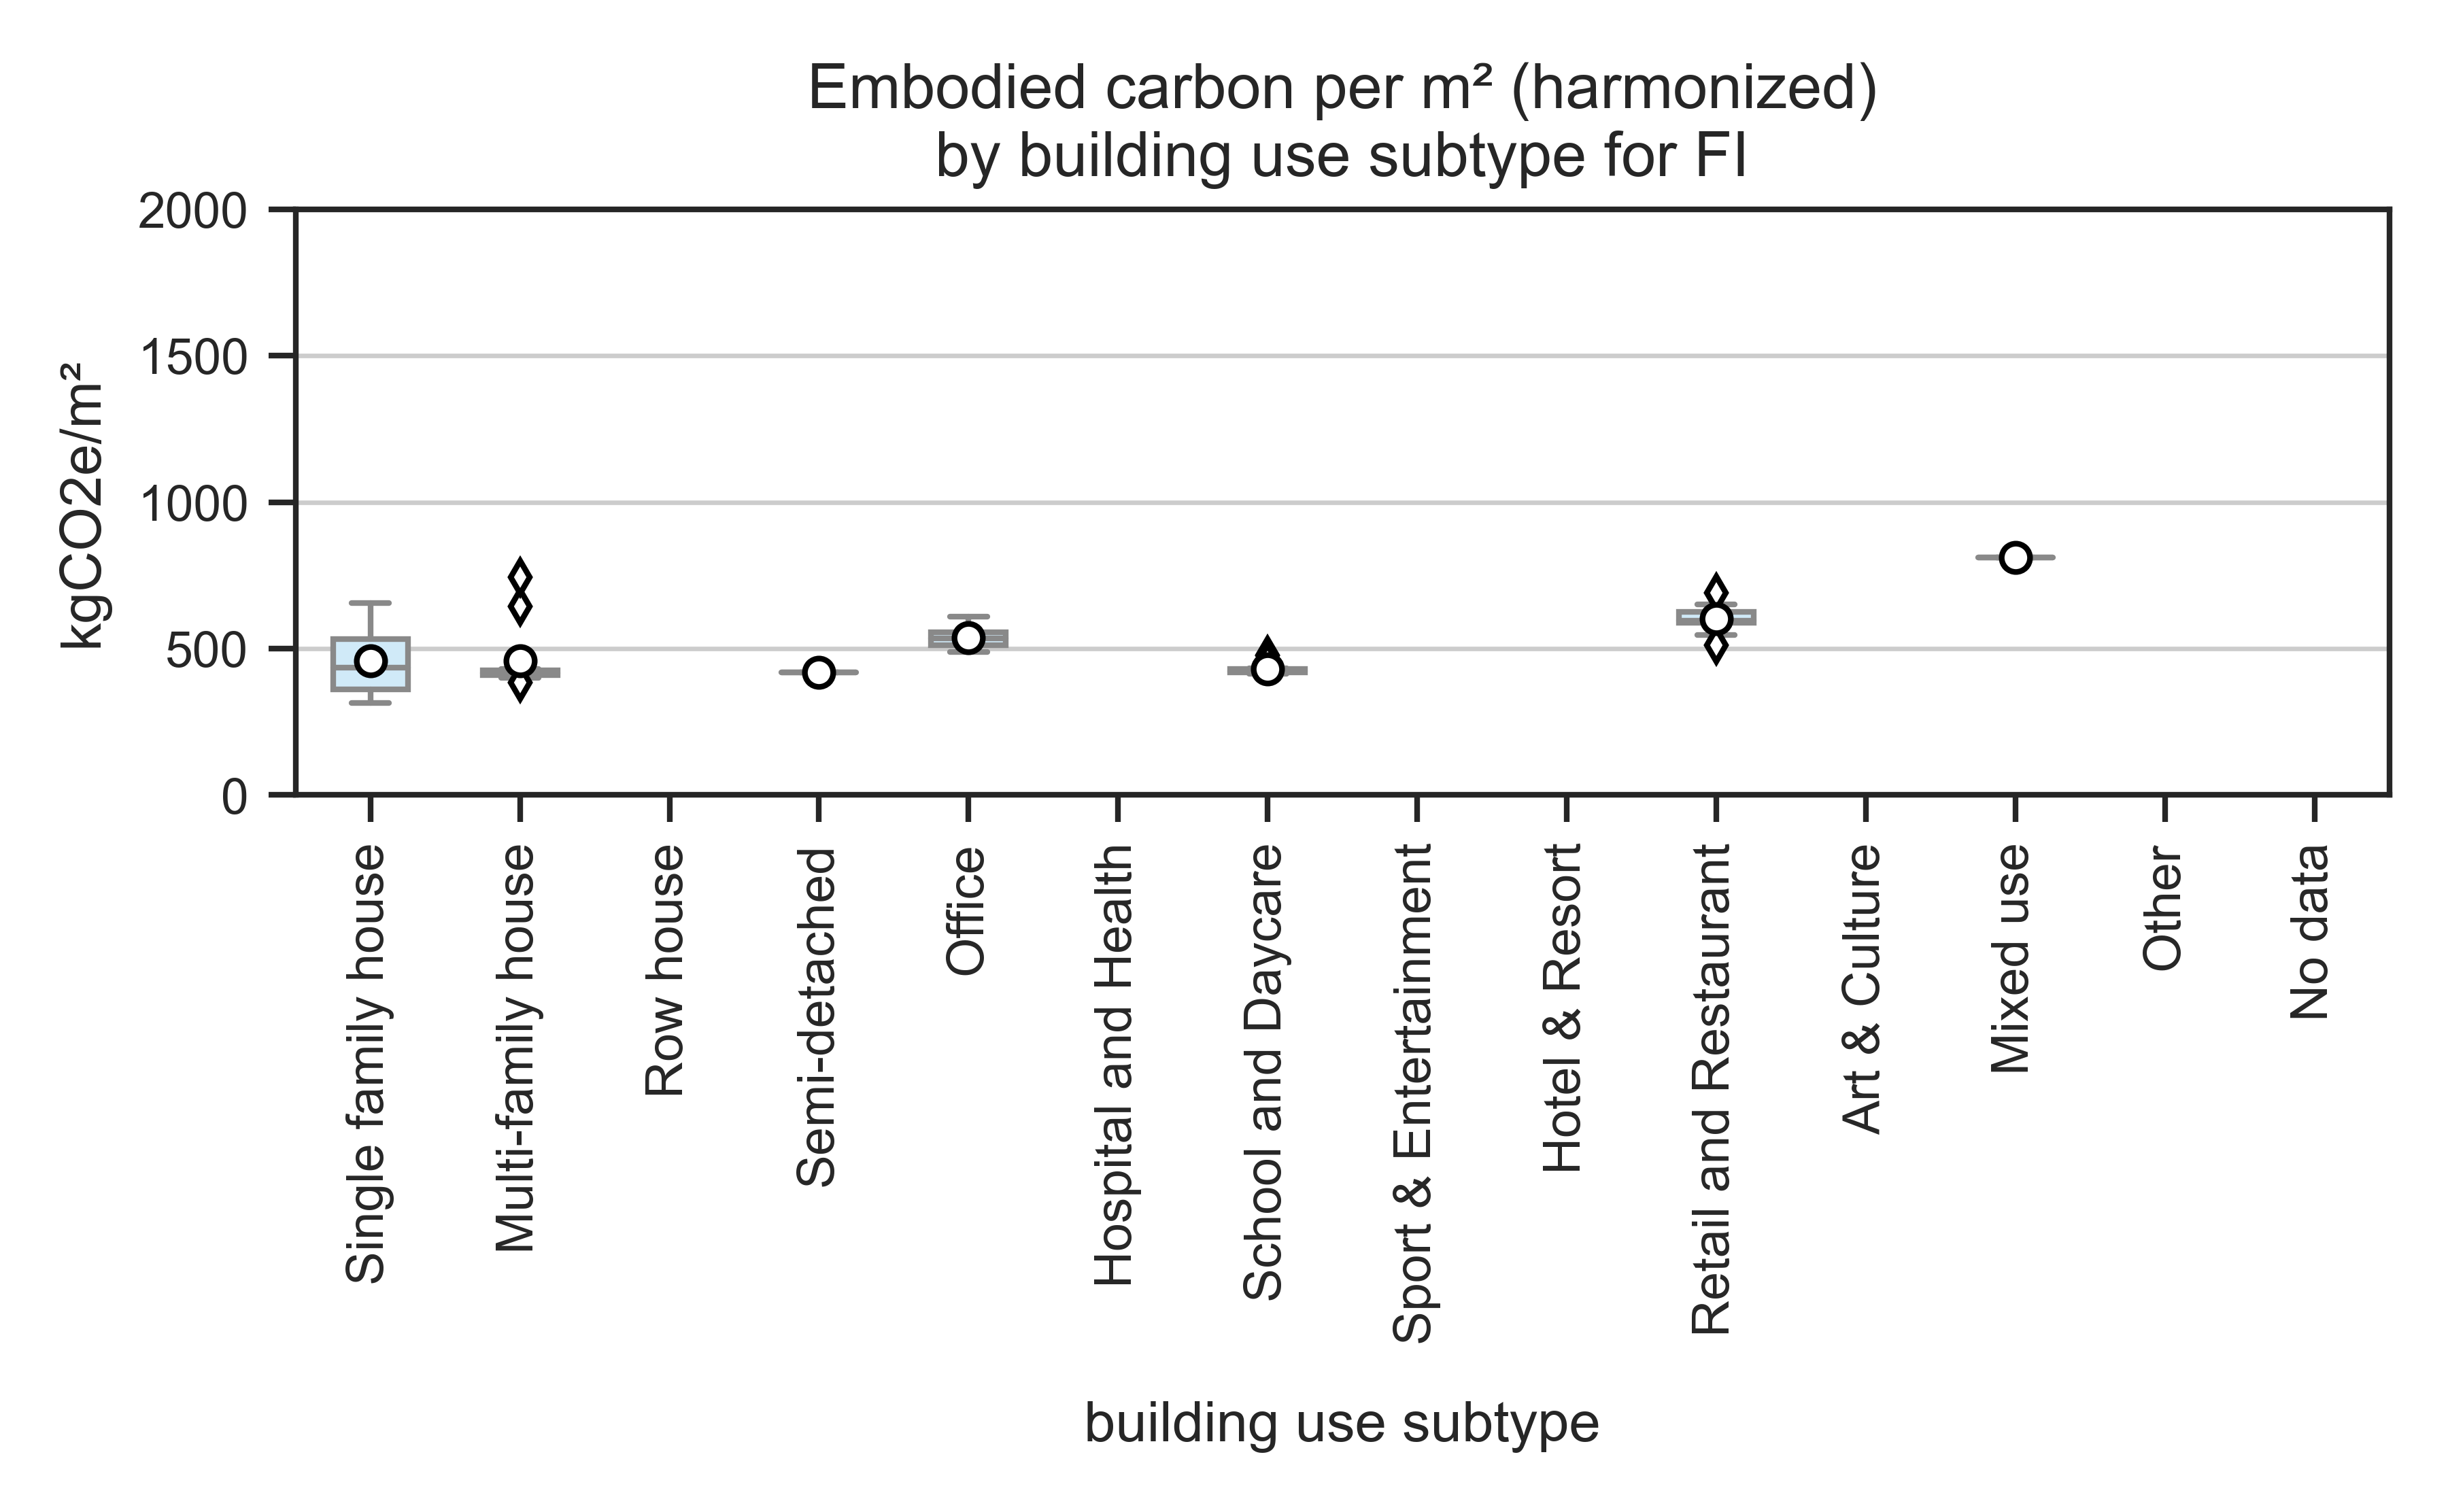 Embodied carbon per m² (harmonized)
by building use subtype for FI
kgCO2e/m²
2000
1500
1000
500
0
Single family house
Multi-family house
Row house
Semi-detached
Office
Hospital and Health
School and Daycare
Sport & Entertainment
Hotel & Resort
Retail and Restaurant
Art & Culture
Mixed use
Other
No data
building use subtype